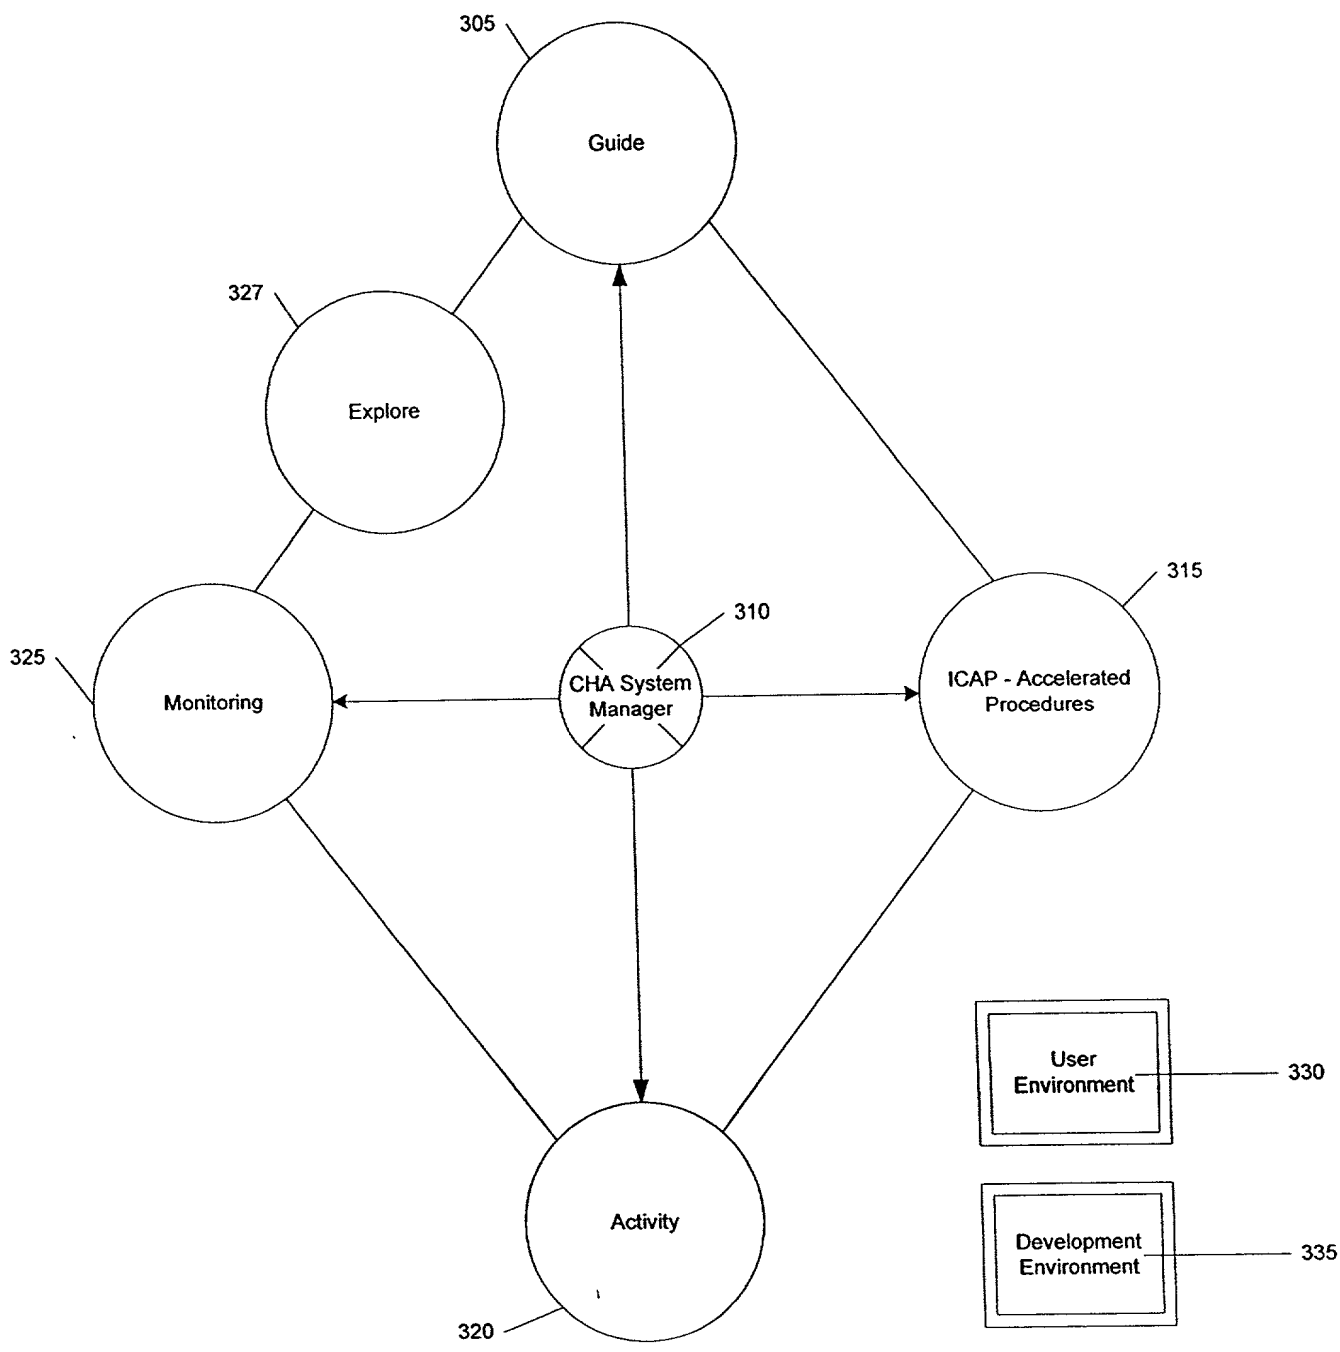 305
Guide
327
Explore
315
310
325
Monitoring
CHA System
Manager
ICAP - Accelerated
Procedures
User
Environment
330
Activity
Development
Environment
335
320